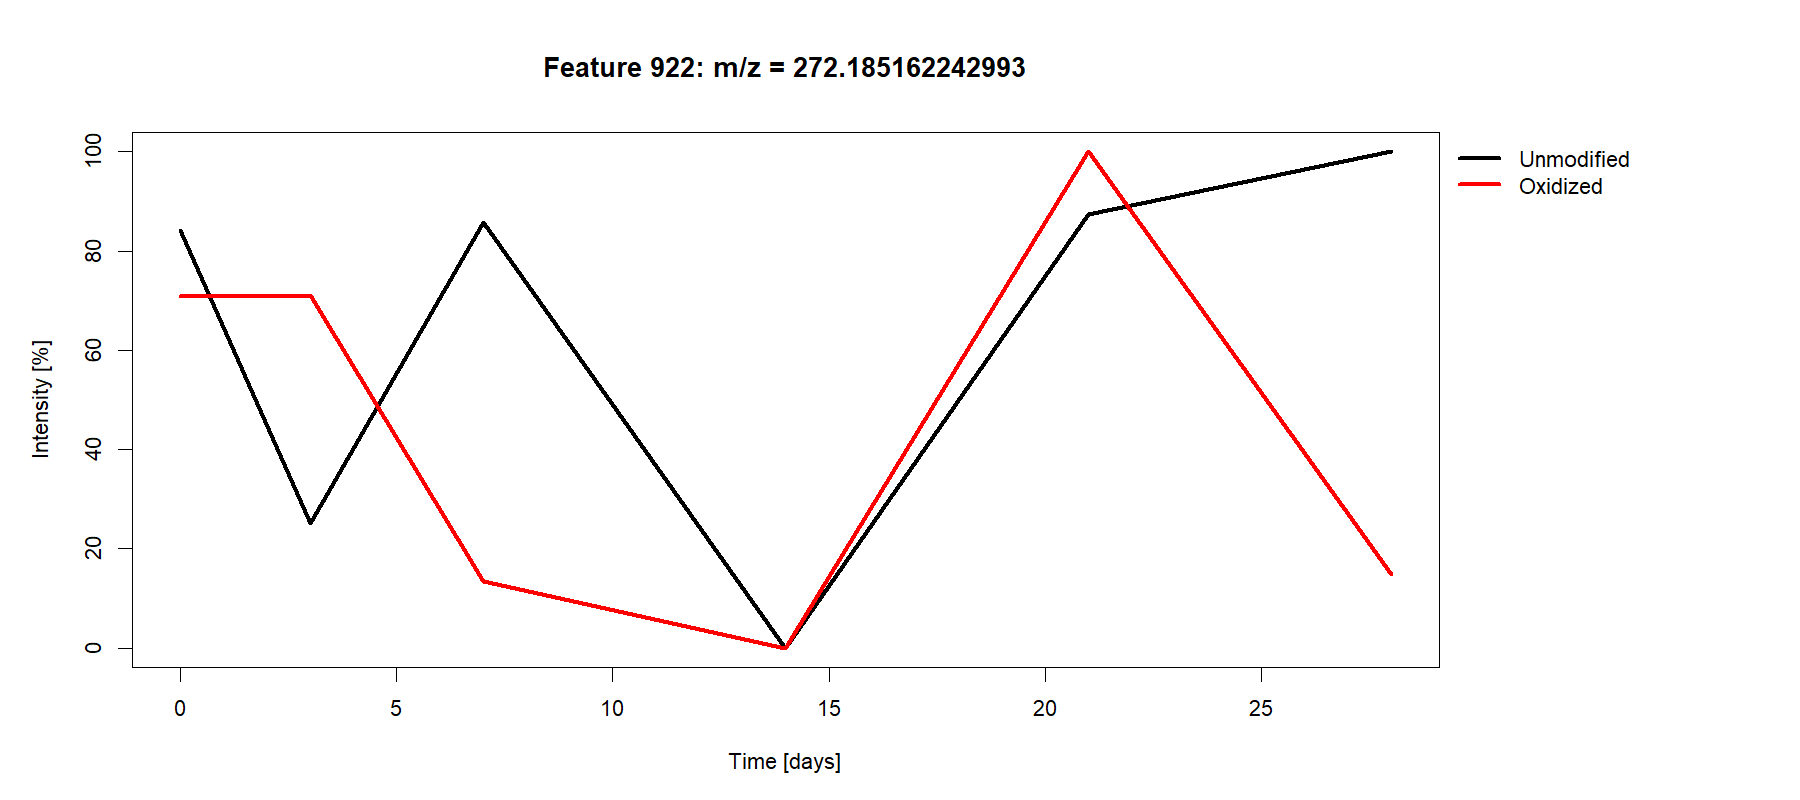 Feature 922: m/z = 272.185162242993
Unmodified
Oxidized
Intensity [%]
100
80
60
40
20
0
0 5 10 15 20 25
Time [days]